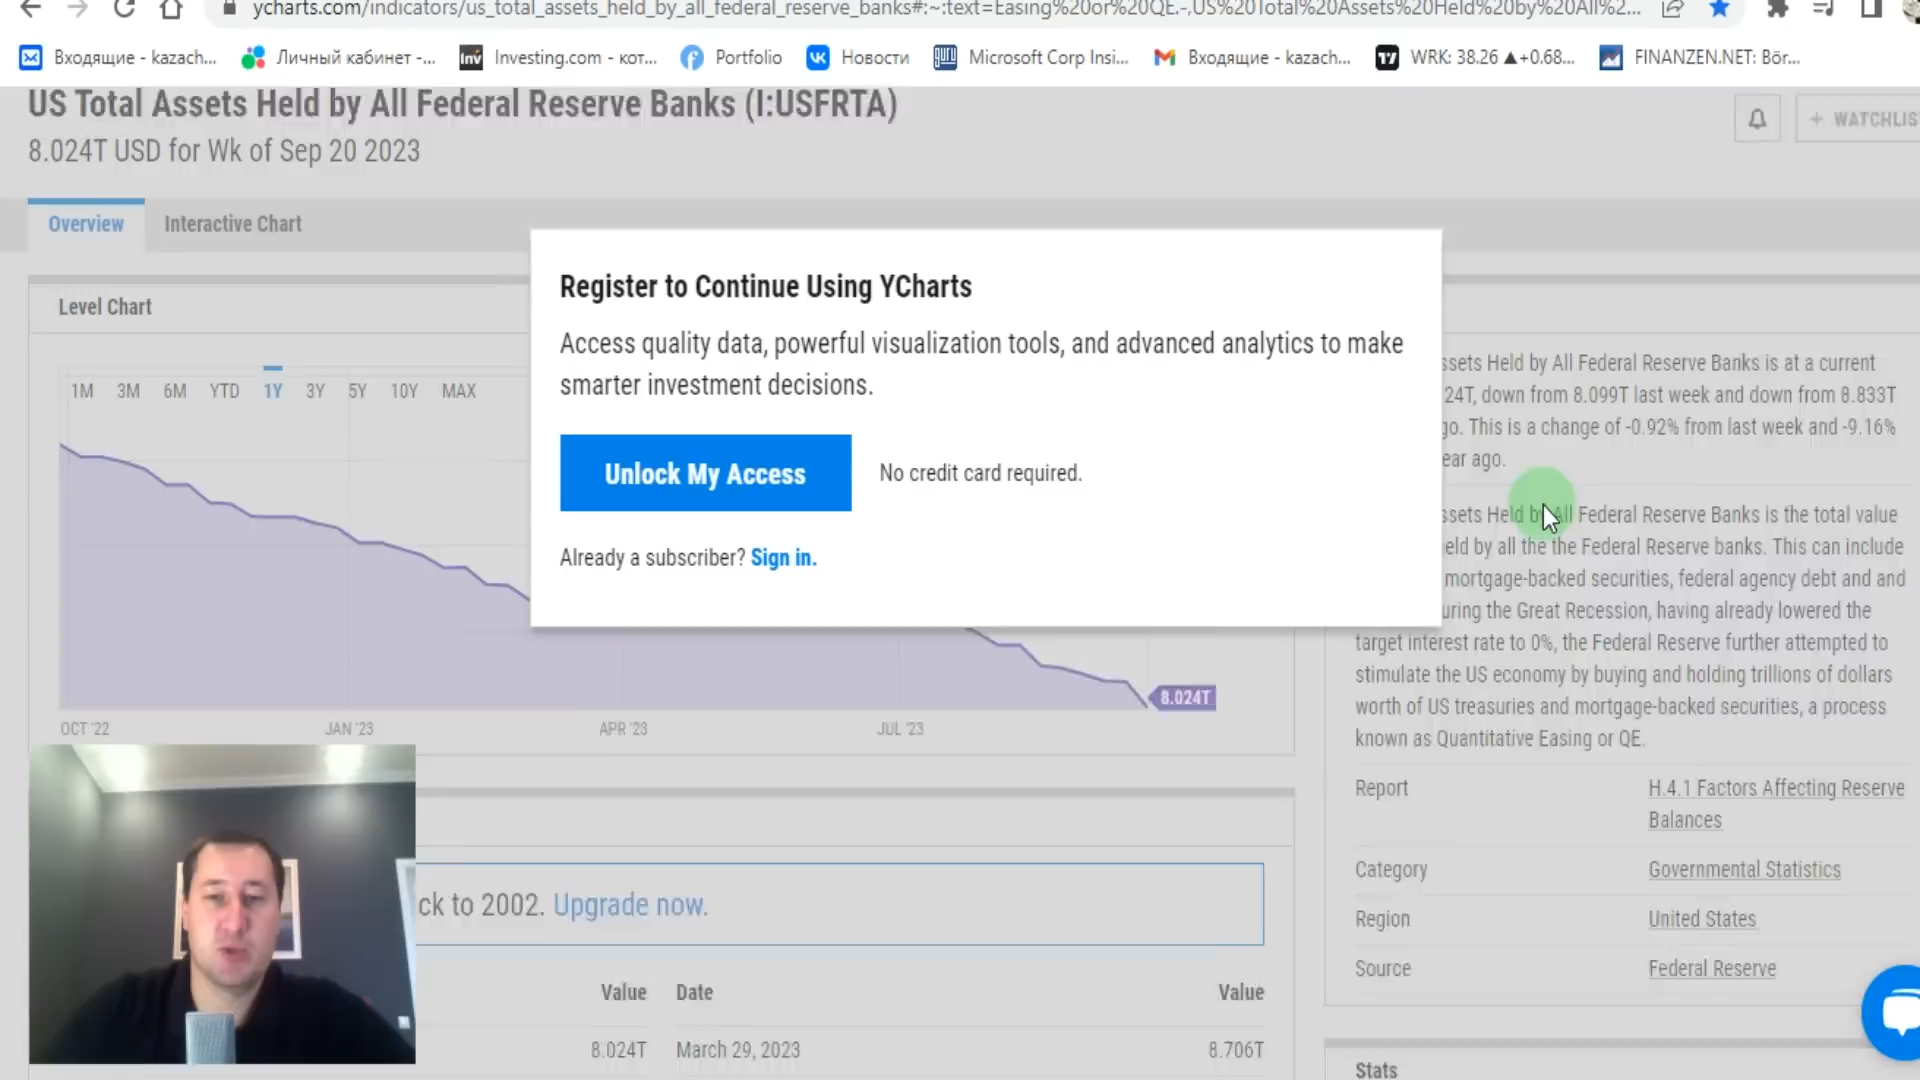 ycharts.com/indicators/us_total_assets_held_by_all_federal_reserve_banks#:~:text=Easing%20or%20QE.-,US%20Total%20Assets%20Held%20by%20All%2...
Входящие - kazach... Личный кабинет -... Investing.com - кот... Portfolio Новости Microsoft Corp Insi... Входящие - kazach... WRK: 38.26 ▲+0.68... FINANZEN.NET: Bör...
US Total Assets Held by All Federal Reserve Banks (I:USFRTA)
8.024T USD for Wk of Sep 20 2023
+ WATCHLIS
Overview Interactive Chart
Level Chart
1M 3M 6M YTD 1Y 3Y 5Y 10Y MAX
8.024T
OCT '22 JAN '23 APR '23 JUL '23
Register to Continue Using YCharts
Access quality data, powerful visualization tools, and advanced analytics to make
smarter investment decisions.
Unlock My Access No credit card required.
Already a subscriber? Sign in.
ssets Held by All Federal Reserve Banks is at a current
24T, down from 8.099T last week and down from 8.833T
go. This is a change of -0.92% from last week and -9.16%
ear ago.
ssets Held by All Federal Reserve Banks is the total value
eld by all the the Federal Reserve banks. This can include
mortgage-backed securities, federal agency debt and and
uring the Great Recession, having already lowered the
target interest rate to 0%, the Federal Reserve further attempted to
stimulate the US economy by buying and holding trillions of dollars
worth of US treasuries and mortgage-backed securities, a process
known as Quantitative Easing or QE.
Report H.4.1 Factors Affecting Reserve
Balances
Category Governmental Statistics
Region United States
Source Federal Reserve
Stats
ck to 2002. Upgrade now.
Value Date Value
8.024T March 29, 2023 8.706T